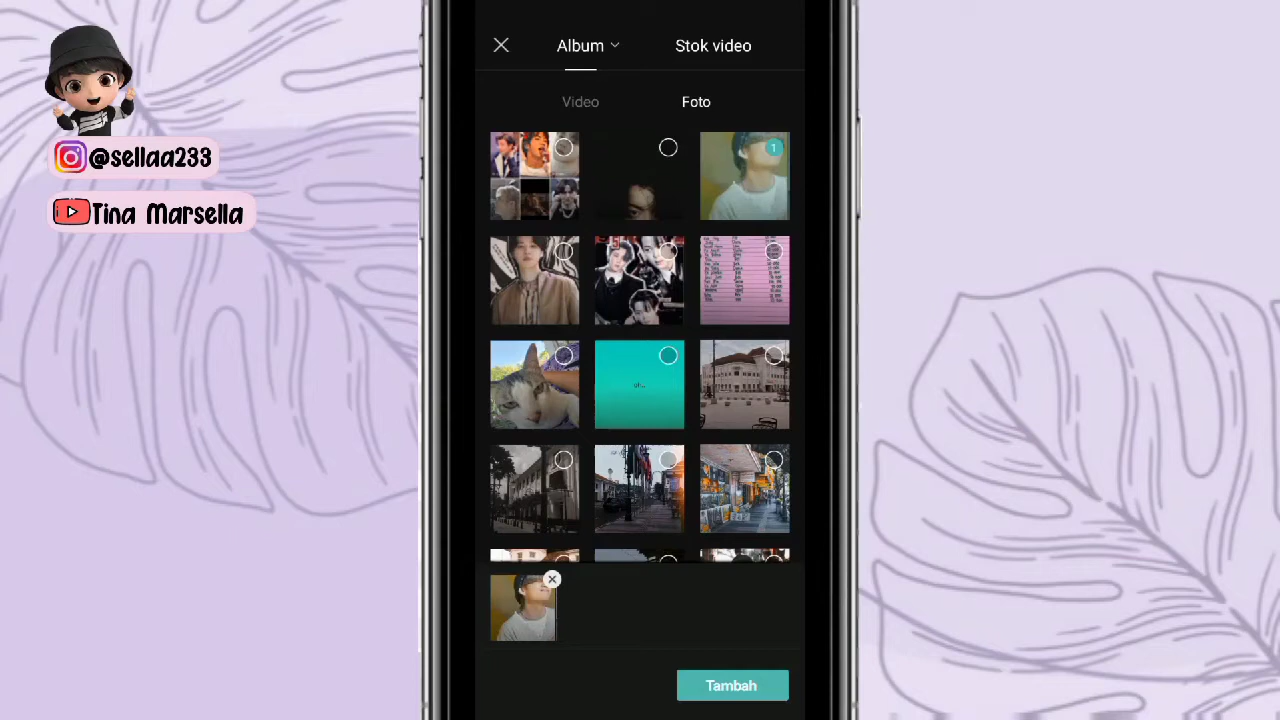 @sellaa233
Tina Marsella
Album
Stok video
Video
Foto
1
Tambah